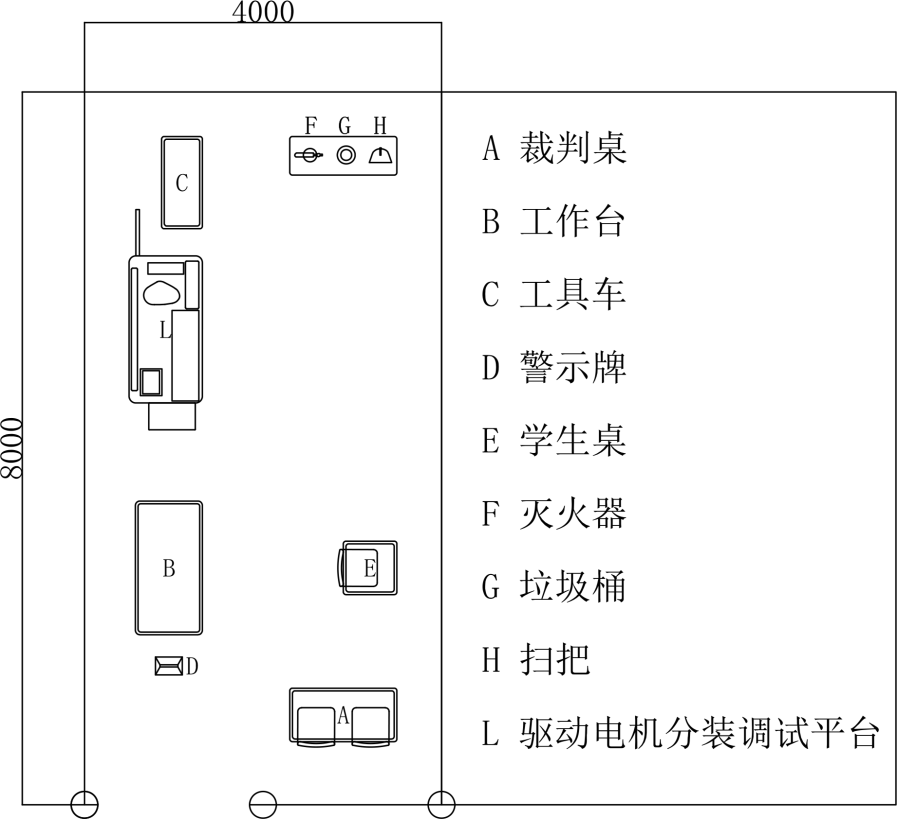 4000
F G H
C
L
8000
B
E
D
A
A 裁判桌
B 工作台
C 工具车
D 警示牌
E 学生桌
F 灭火器
G 垃圾桶
H 扫把
L 驱动电机分装调试平台